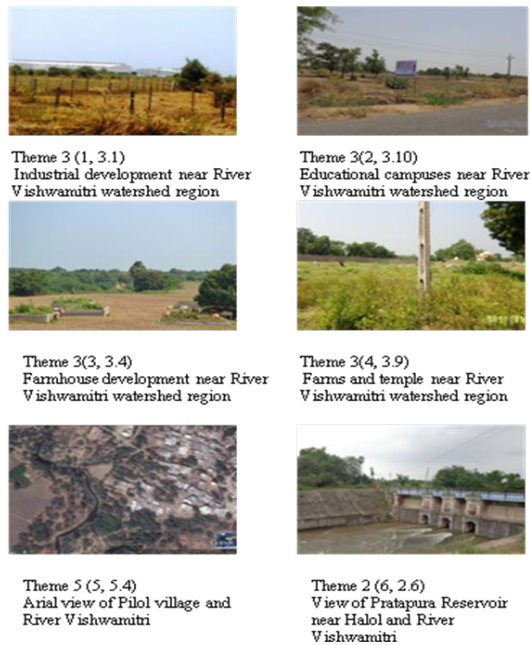 Theme 3 (1, 3.1)
Industrial development near River
Vishwamitri watershed region
Theme 3(2, 3.10)
Educational campuses near River
Vishwamitri watershed region
Theme 3(3, 3.4)
Farmhouse development near River
Vishwamitri watershed region
Theme 3(4, 3.9)
Farms and temple near River
Vishwamitri watershed region
Theme 5 (5, 5.4)
Arial view of Pilol village and
River Vishwamitri
Theme 2 (6, 2.6)
View of Pratapura Reservoir
near Halol and River
Vishwamitri